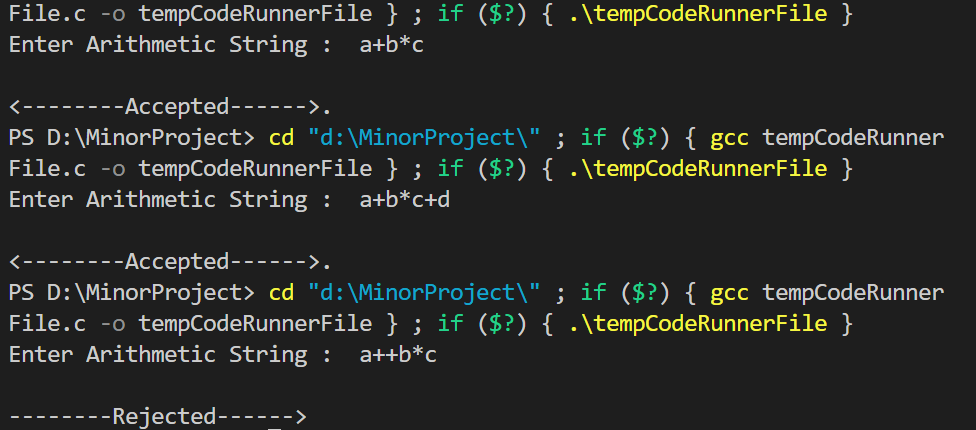 File.c -o tempCodeRunnerFile } ; if ($?) { .\tempCodeRunnerFile }
Enter Arithmetic String :  a+b*c
<--------Accepted------>.
PS D:\MinorProject> cd "d:\MinorProject\" ; if ($?) { gcc tempCodeRunner
File.c -o tempCodeRunnerFile } ; if ($?) { .\tempCodeRunnerFile }
Enter Arithmetic String :  a+b*c+d
<--------Accepted------>.
PS D:\MinorProject> cd "d:\MinorProject\" ; if ($?) { gcc tempCodeRunner
File.c -o tempCodeRunnerFile } ; if ($?) { .\tempCodeRunnerFile }
Enter Arithmetic String :  a++b*c
--------Rejected------>